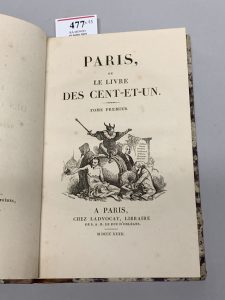 477
PARIS,
OU
LE LIVRE
DES CENT-ET-UN.
TOME PREMIER.
A PARIS,
CHEZ LADVOCAT, LIBRAIRE
DE S. A. R. LE DUC D'ORLÉANS.